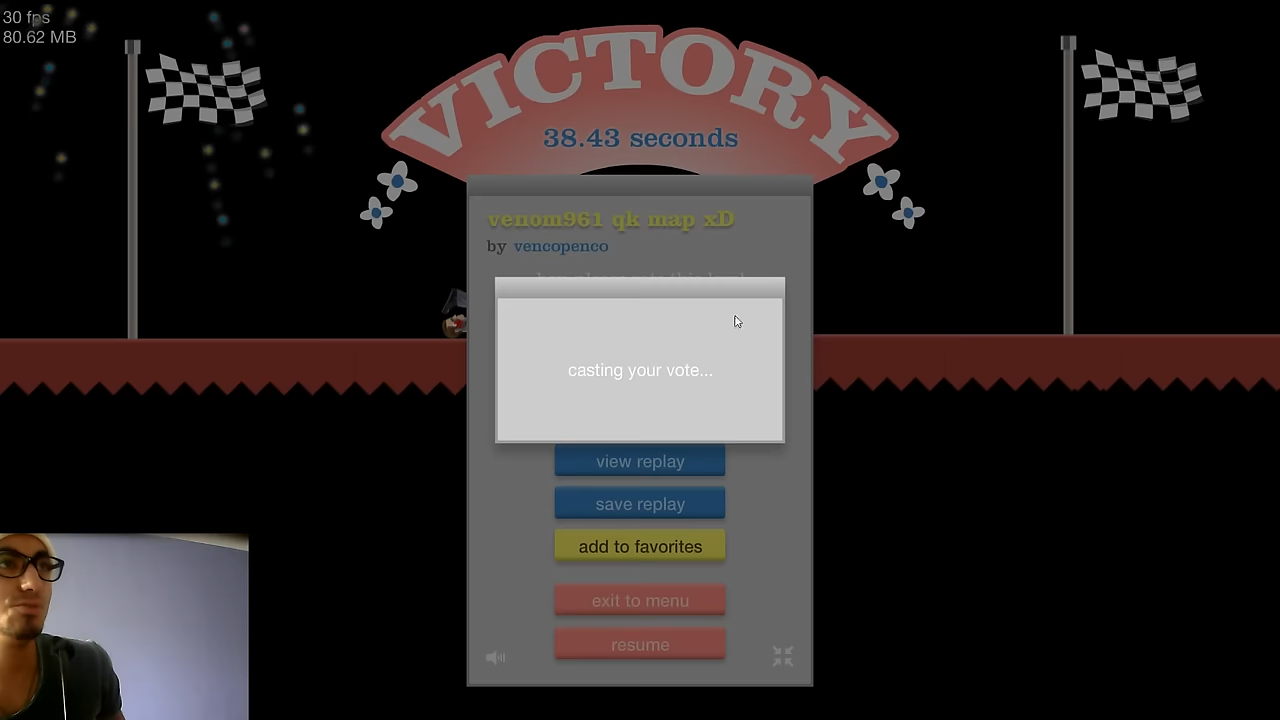 30 fps
80.62 MB
VICTORY
38.43 seconds
venom961 qk map xD
by vencopenco
casting your vote...
view replay
save replay
add to favorites
exit to menu
resume